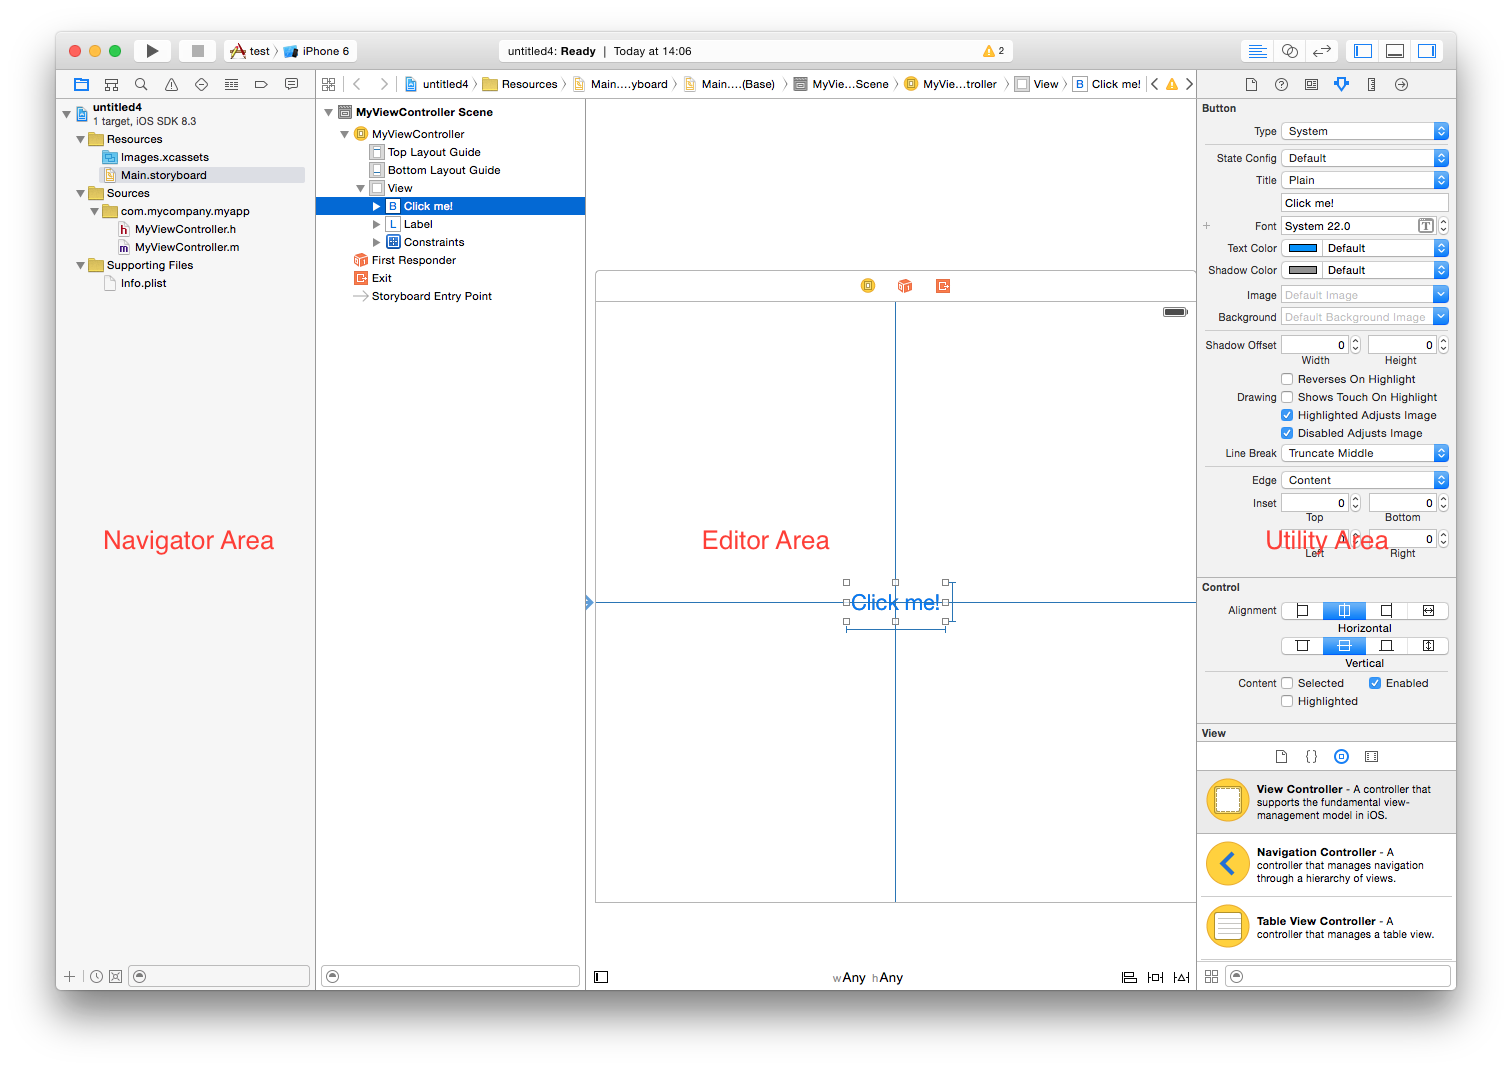 test iPhone 6
untitled4: Ready | Today at 14:06
2
untitled4
1 target, iOS SDK 8.3
Resources
Images.xcassets
Main.storyboard
Sources
com.mycompany.myapp
h MyViewController.h
m MyViewController.m
Supporting Files
Info.plist
Navigator Area
untitled4 Resources Main....yboard Main....(Base) MyVie...Scene MyVie...troller View B Click me!
MyViewController Scene
MyViewController
Top Layout Guide
Bottom Layout Guide
View
B Click me!
L Label
Constraints
First Responder
Exit
Storyboard Entry Point
Editor Area
Click me!
wAny hAny
Button
Type System
State Config Default
Title Plain
Click me!
Font System 22.0 T
Text Color Default
Shadow Color Default
Image Default Image
Background Default Background Image
Shadow Offset 0 0
Width Height
Reverses On Highlight
Drawing Shows Touch On Highlight
Highlighted Adjusts Image
Disabled Adjusts Image
Line Break Truncate Middle
Edge Content
Inset 0 0
Top Bottom
0
Utility Area
Left Right
Control
Alignment
Horizontal
Vertical
Content Selected Enabled
Highlighted
View
{}
View Controller - A controller that
supports the fundamental view-
management model in iOS.
Navigation Controller - A
controller that manages navigation
through a hierarchy of views.
Table View Controller - A
controller that manages a table view.